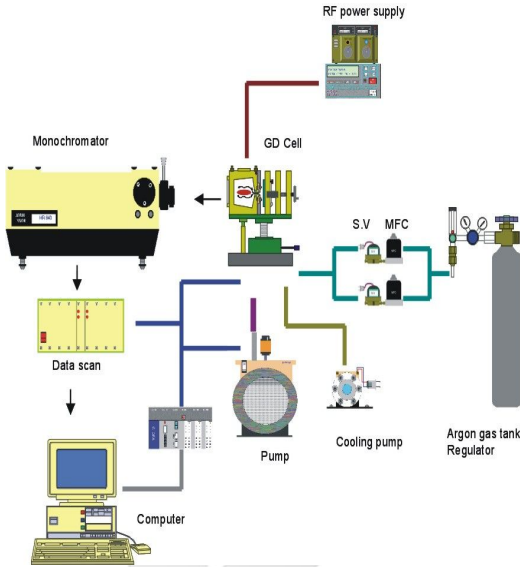 RF power supply
Monochromator
GD Cell
S.V MFC
Data scan
Pump
Cooling pump
Argon gas tank
Regulator
Computer